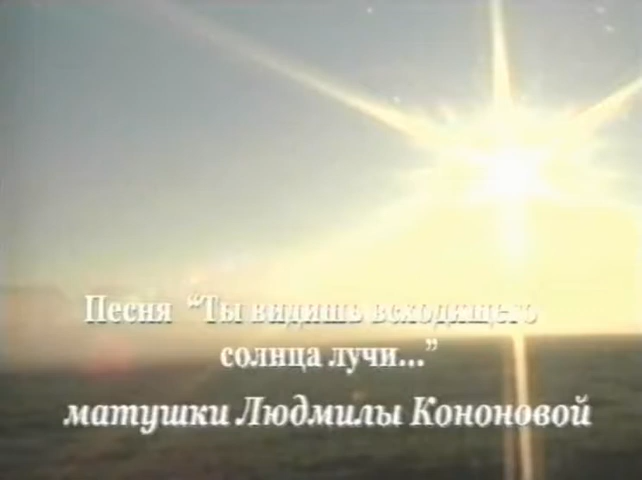 Песня “Ты видишь всходящего
солнца лучи...”
матушки Людмилы Кононовой